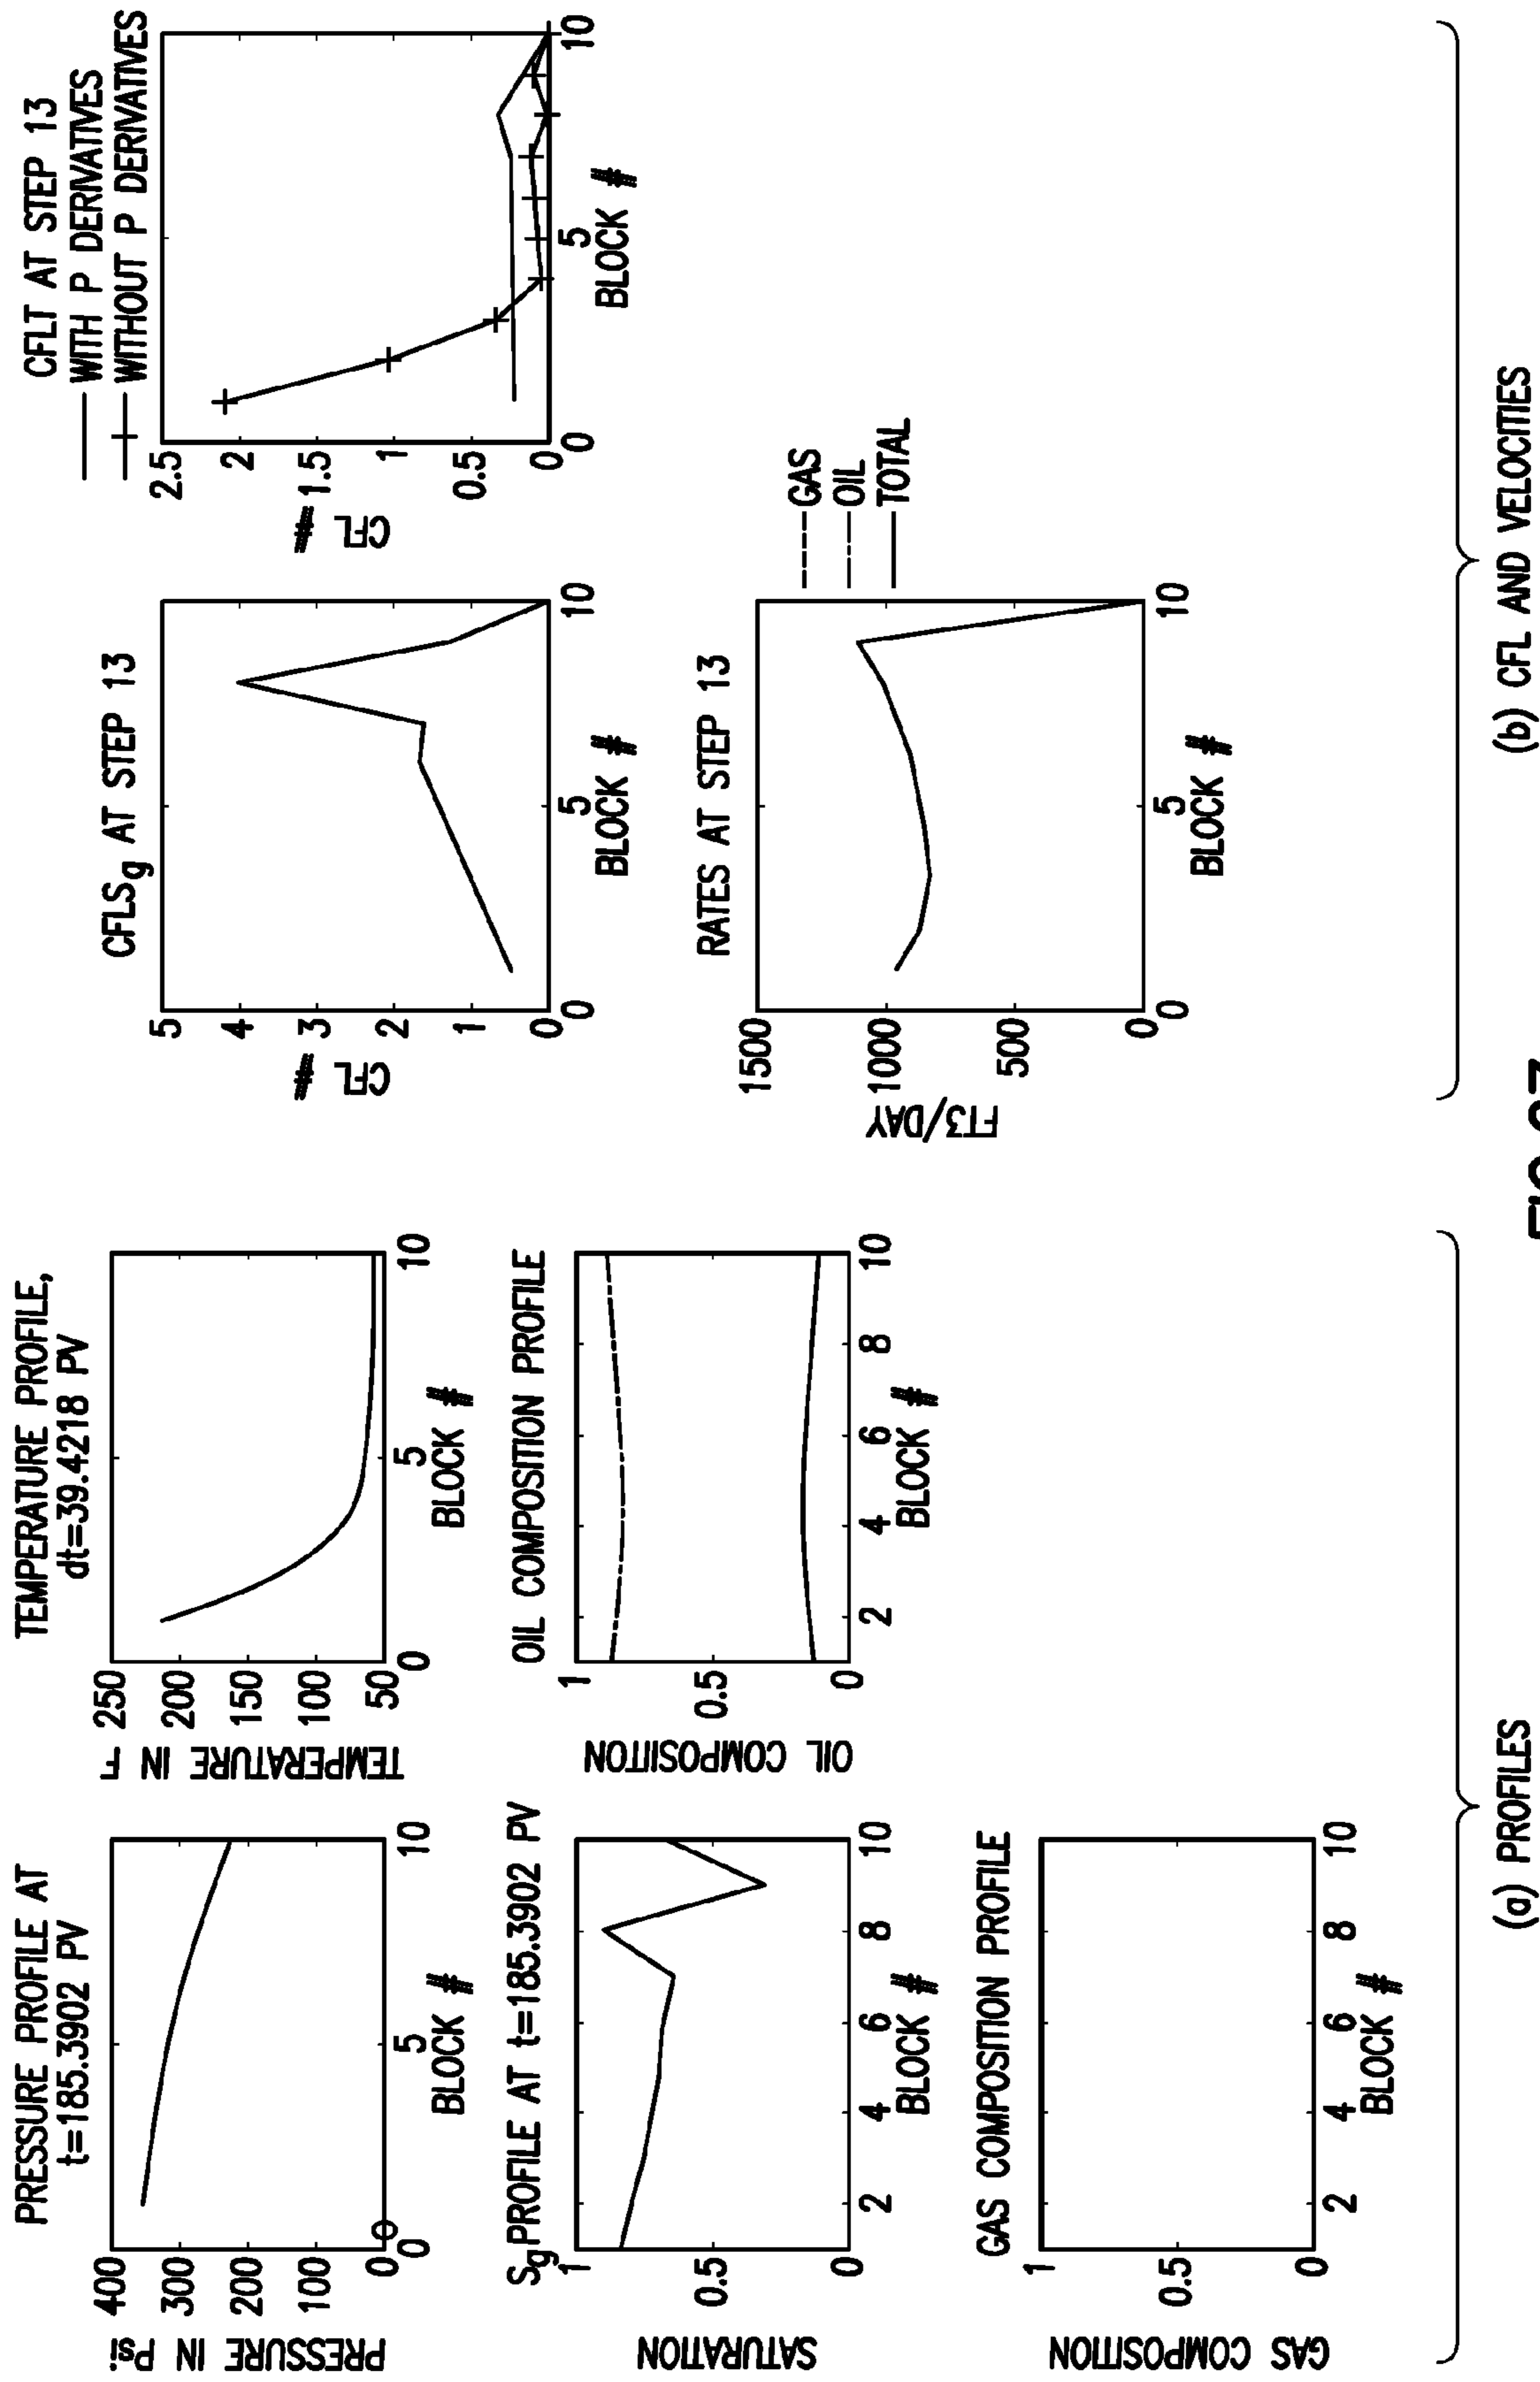 PRESSURE PROFILE AT
t=185.3902 PV
PRESSURE IN Psi.
400
300
200
100
0
0
5
10
BLOCK #
TEMPERATURE PROFILE,
dt=39.4218 PV
TEMPERATURE IN F
250
200
150
100
50
0
5
10
BLOCK #
Sg PROFILE AT t=185.3902 PV
SATURATION
1
0.5
0
2
4
6
8
10
BLOCK #
OIL COMPOSITION PROFILE
OIL COMPOSITION
1
0.5
0
2
4
6
8
10
BLOCK #
GAS COMPOSITION PROFILE
GAS COMPOSITION
1
0.5
0
2
4
6
8
10
BLOCK #
(a) PROFILES
CFLSg AT STEP 13
CFL #
5
4
3
2
1
0
0
5
10
BLOCK #
CFLT AT STEP 13
WITH P DERIVATIVES
WITHOUT P DERIVATIVES
CFL #
2.5
2
1.5
1
0.5
0
0
5
10
BLOCK #
RATES AT STEP 13
FT3/DAY
1500
1000
500
0
0
5
10
BLOCK #
GAS
OIL
TOTAL
(b) CFL AND VELOCITIES